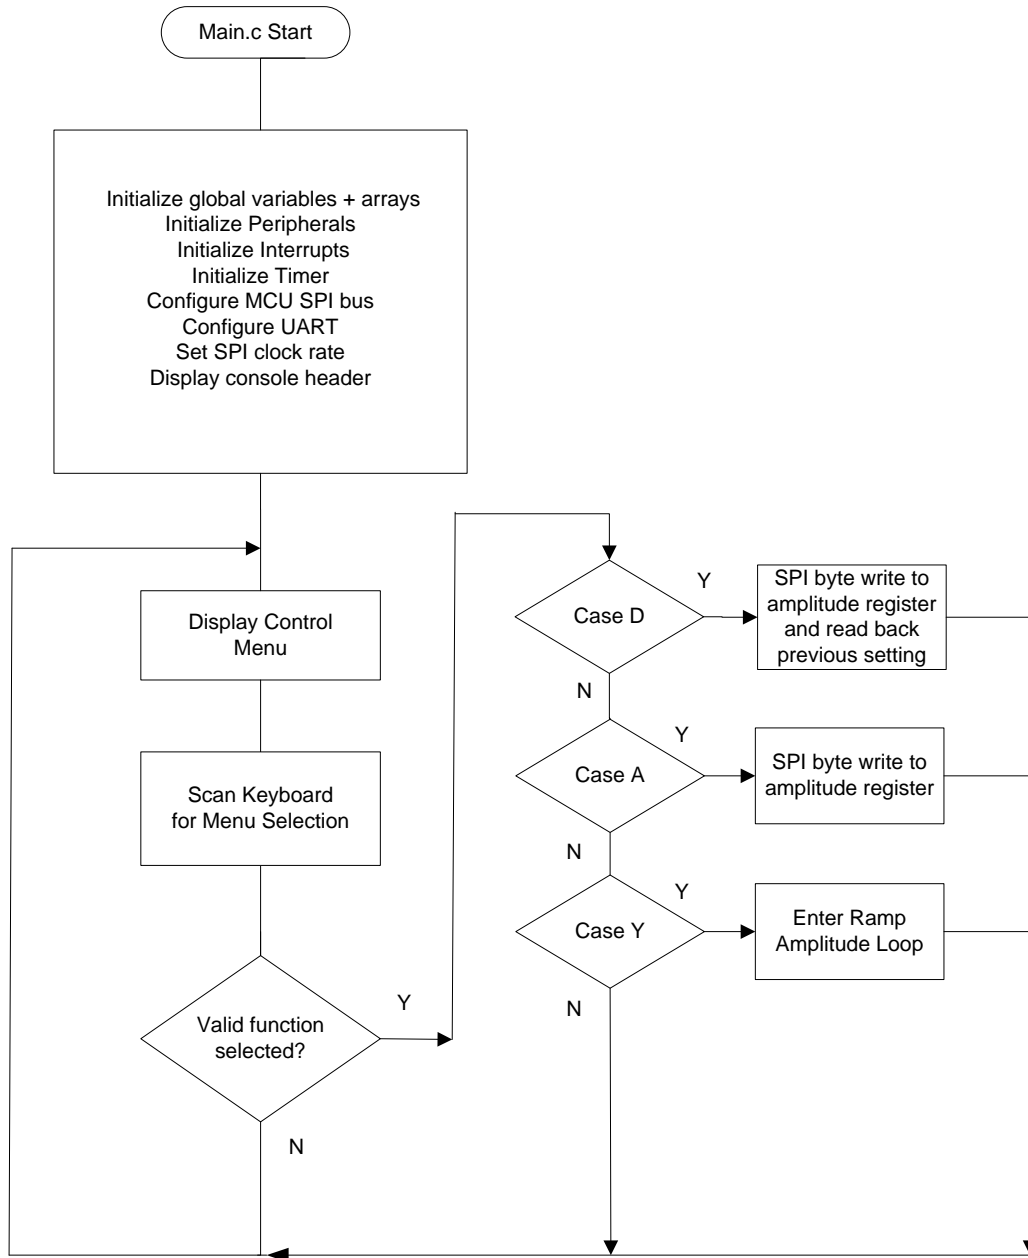 Main.c Start
Initialize global variables + arrays
Initialize Peripherals
Initialize Interrupts
Initialize Timer
Configure MCU SPI bus
Configure UART
Set SPI clock rate
Display console header
Display Control
Menu
Scan Keyboard
for Menu Selection
Valid function
selected?
Y
N
Case D
Y
SPI byte write to
amplitude register
and read back
previous setting
N
Case A
Y
SPI byte write to
amplitude register
N
Case Y
Y
Enter Ramp
Amplitude Loop
N